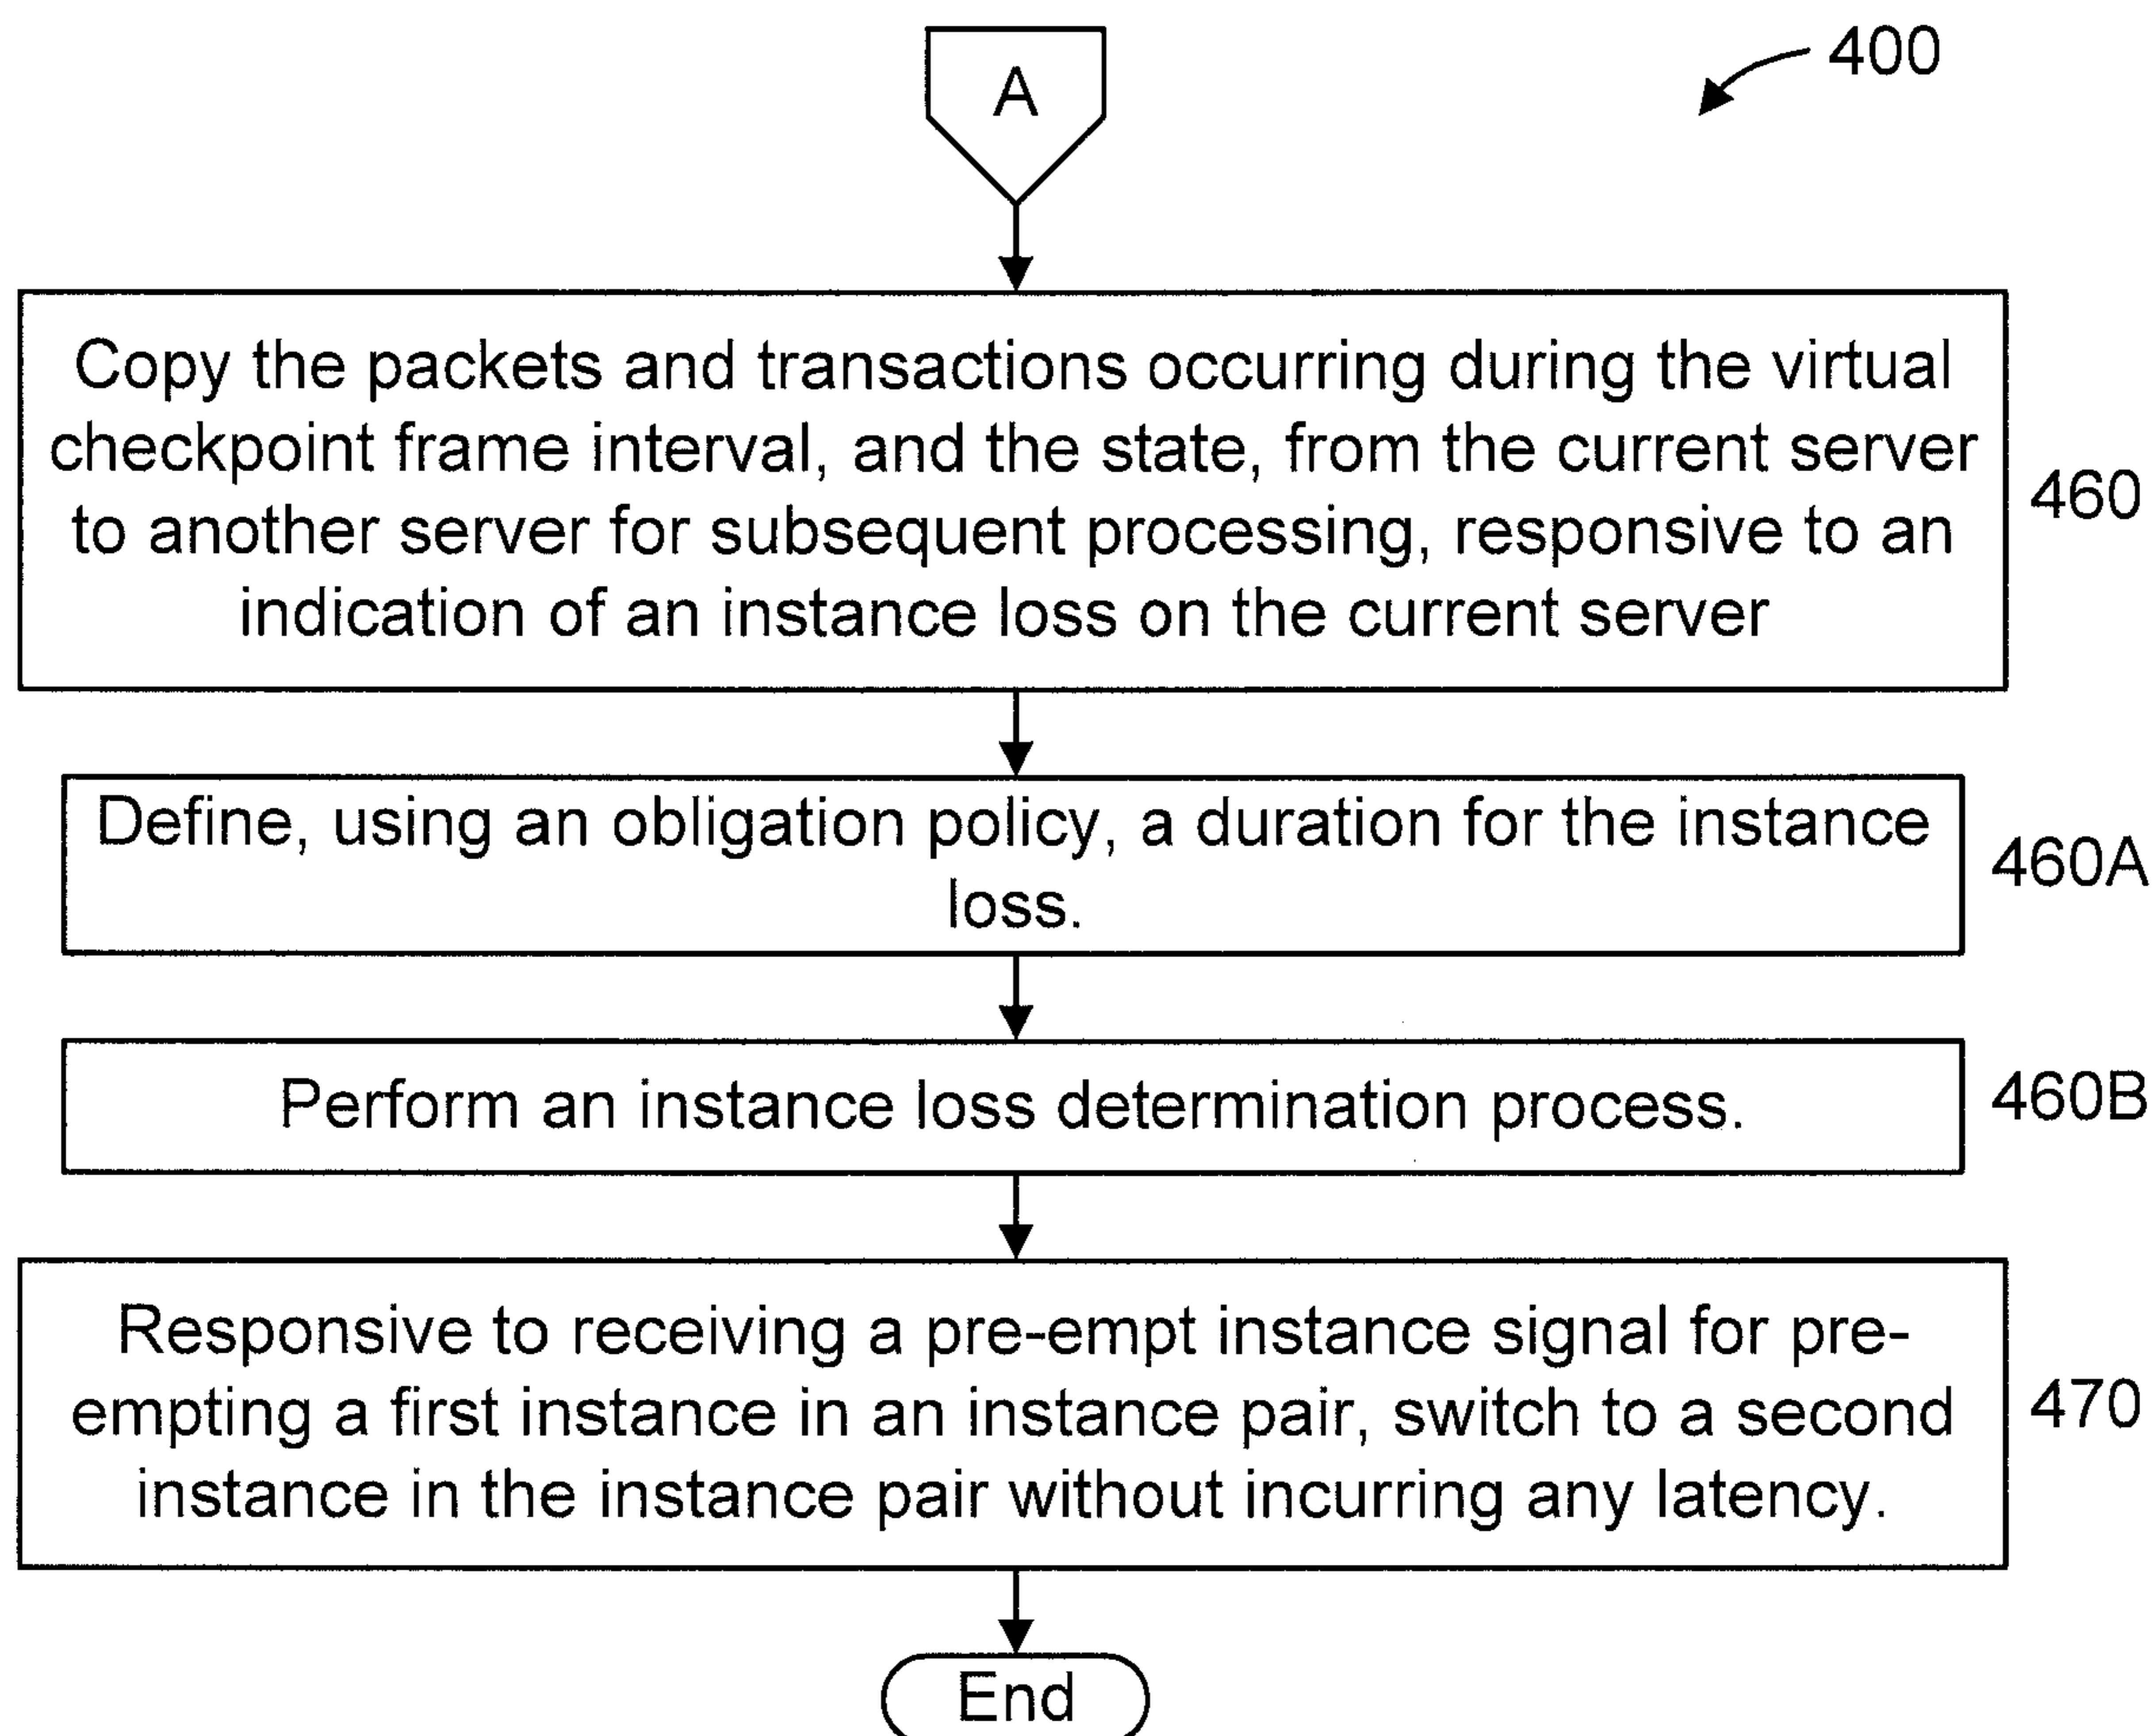 A
400
Copy the packets and transactions occurring during the virtual
checkpoint frame interval, and the state, from the current server
to another server for subsequent processing, responsive to an
indication of an instance loss on the current server
460
Define, using an obligation policy, a duration for the instance
loss.
460A
Perform an instance loss determination process.
460B
Responsive to receiving a pre-empt instance signal for pre-
empting a first instance in an instance pair, switch to a second
instance in the instance pair without incurring any latency.
470
End